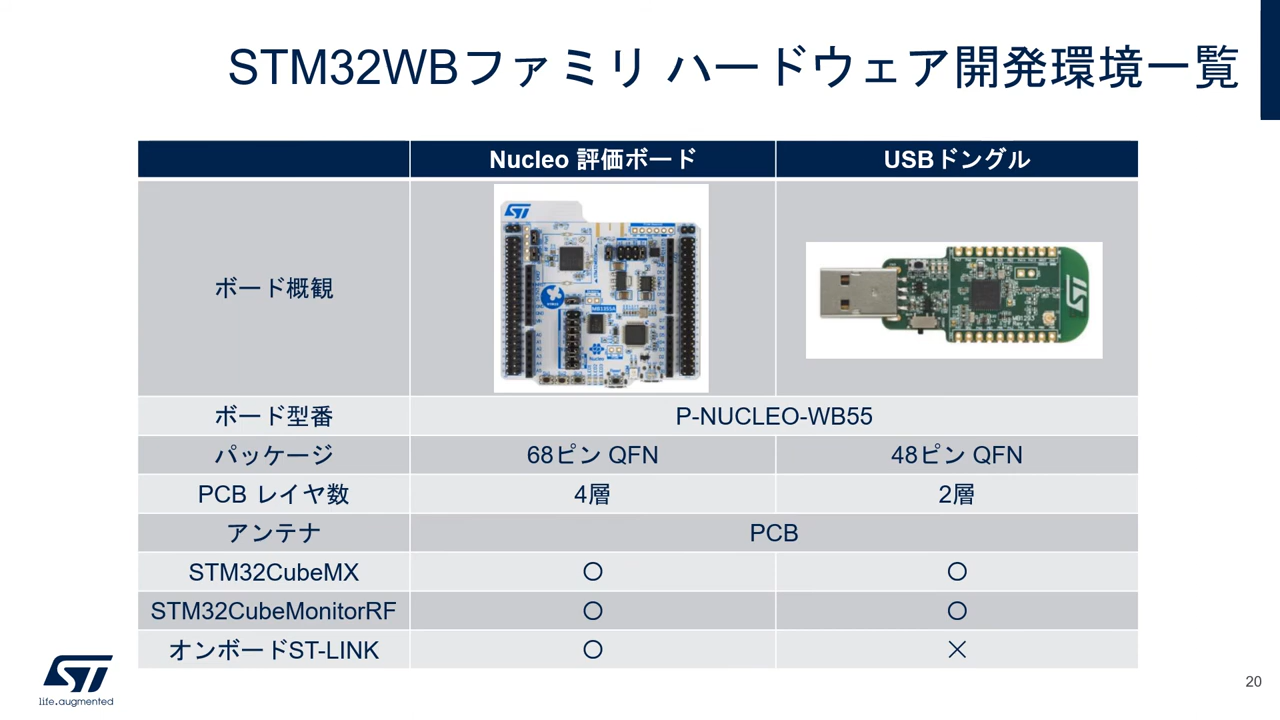 STM32WBファミリ ハードウェア開発環境一覧
Nucleo 評価ボード USBドングル
ボード概観
ボード型番 P-NUCLEO-WB55
パッケージ 68ピン QFN 48ピン QFN
PCB レイヤ数 4層 2層
アンテナ PCB
STM32CubeMX 〇 〇
STM32CubeMonitorRF 〇 〇
オンボードST-LINK 〇 ×
ST
life.augmented
20